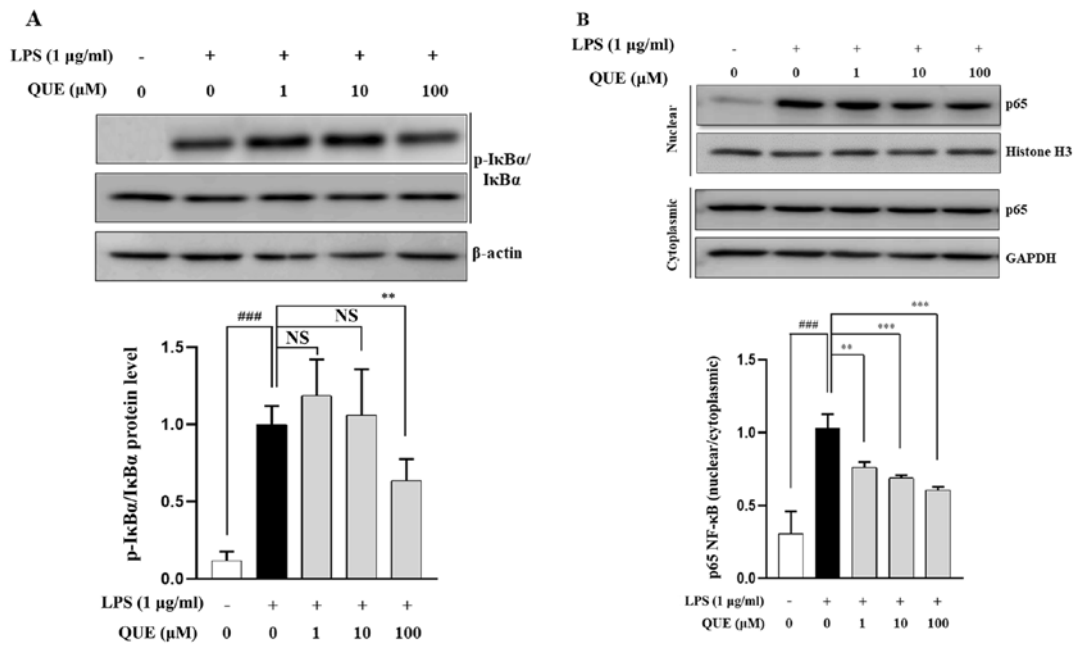 A
LPS (1 µg/ml) - + + + +
QUE (µM) 0 0 1 10 100
p-IκBα/
IκBα
β-actin
** 
### NS
NS
1.5
1.0
0.5
0.0
p-IκBα/IκBα protein level
LPS (1 µg/ml) - + + + +
QUE (µM) 0 0 1 10 100
B
LPS (1 µg/ml) - + + + +
QUE (µM) 0 0 1 10 100
Nuclear
p65
Histone H3
Cytoplasmic
p65
GAPDH
***
### ***
**
1.5
1.0
0.5
0.0
p65 NF-κB (nuclear/cytoplasmic)
LPS (1 µg/ml) - + + + +
QUE (µM) 0 0 1 10 100